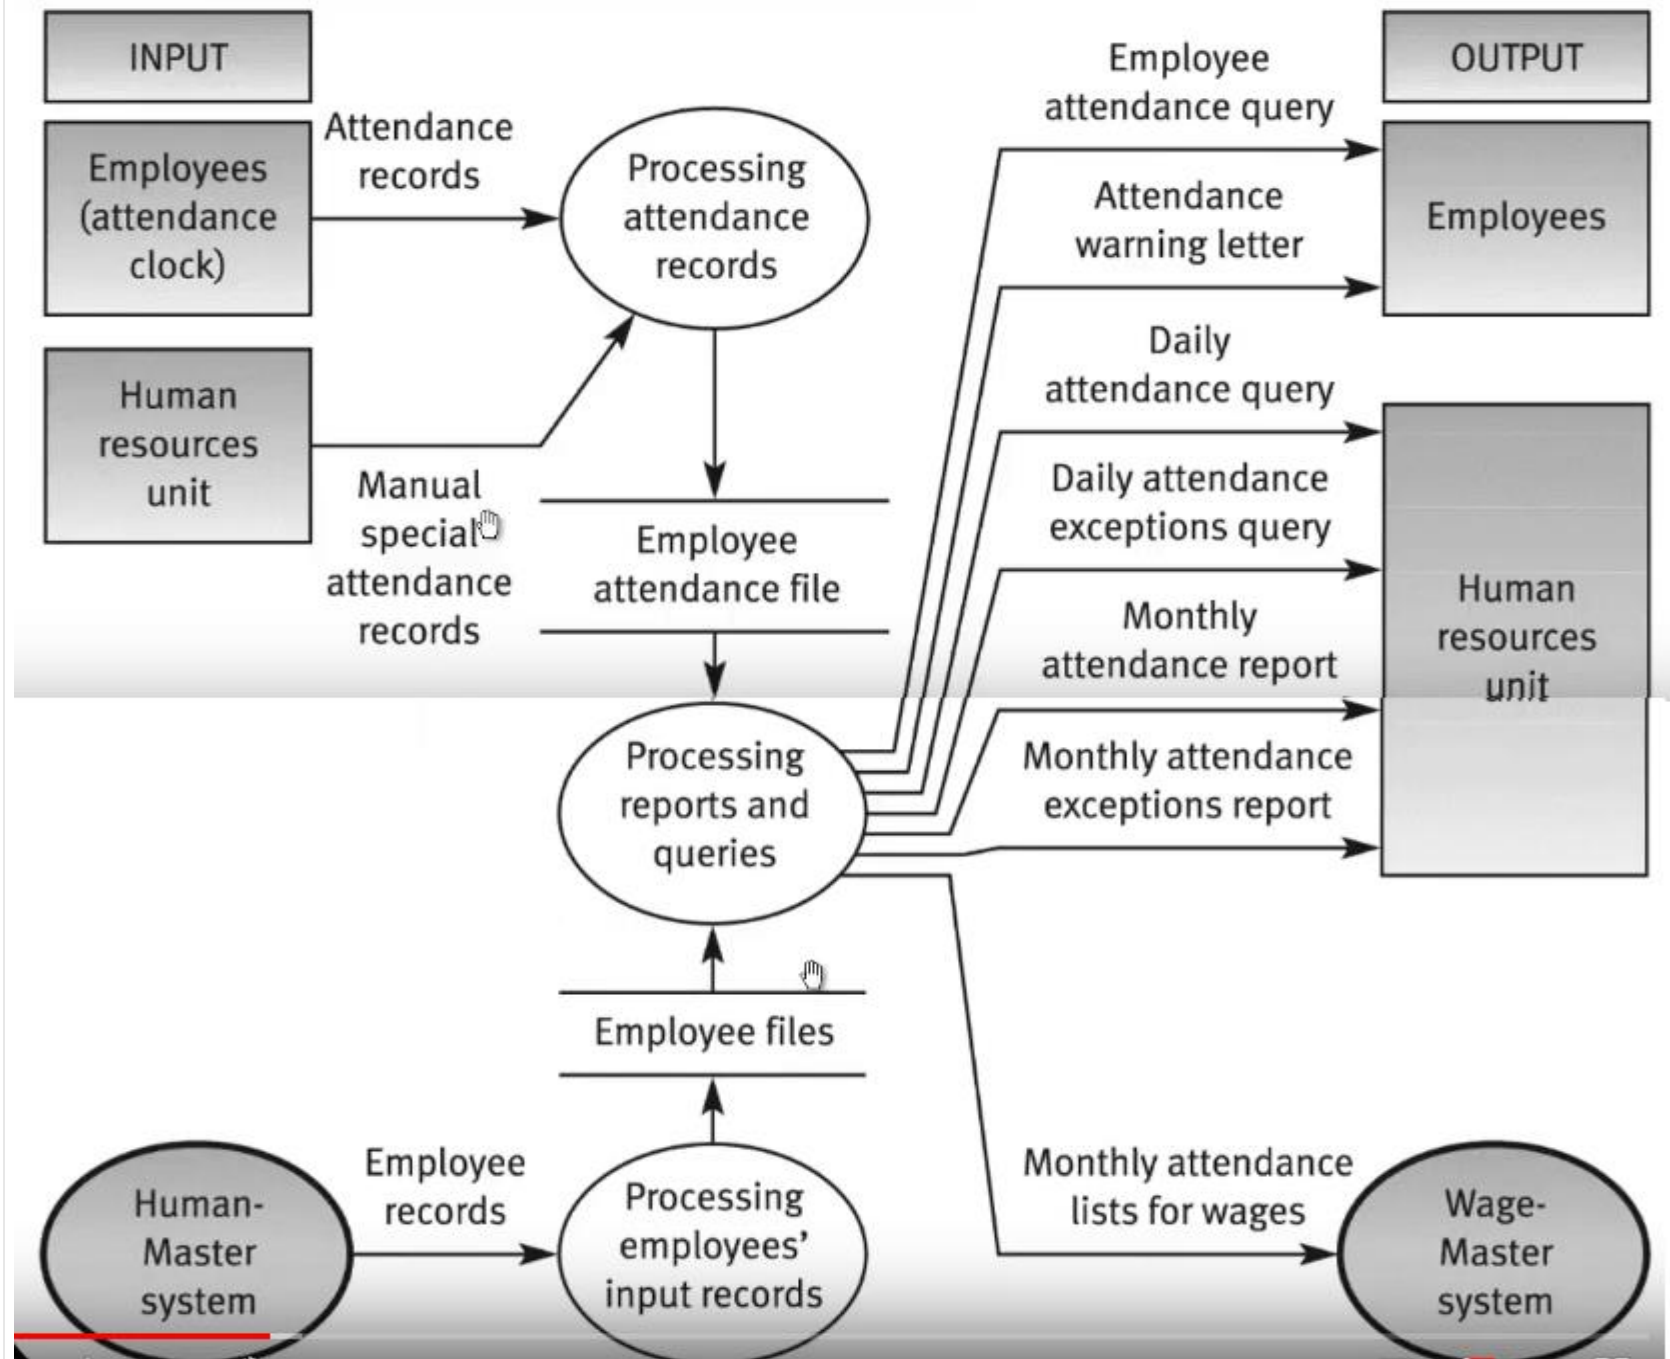 INPUT
OUTPUT
Employees
(attendance
clock)
Attendance
records
Processing
attendance
records
Employee
attendance query
Employees
Attendance
warning letter
Human
resources
unit
Manual
special
attendance
records
Employee
attendance file
Daily
attendance query
Daily attendance
exceptions query
Monthly
attendance report
Monthly attendance
exceptions report
Human
resources
unit
Processing
reports and
queries
Employee files
Human-
Master
system
Employee
records
Processing
employees’
input records
Monthly attendance
lists for wages
Wage-
Master
system